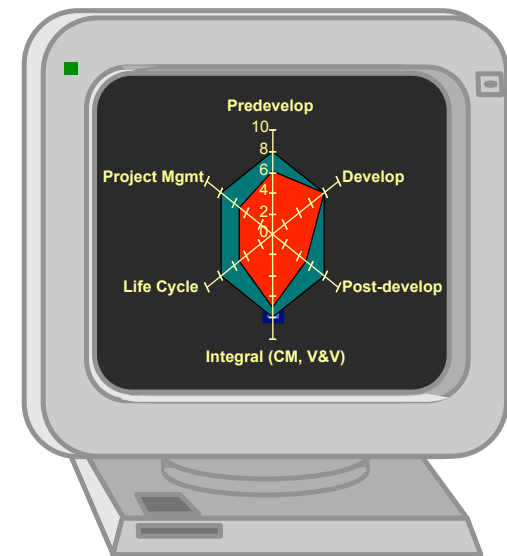 Predevelop
10
8
Project Mgmt
6
Develop
4
2
0
Life Cycle
Post-develop
Integral (CM, V&V)